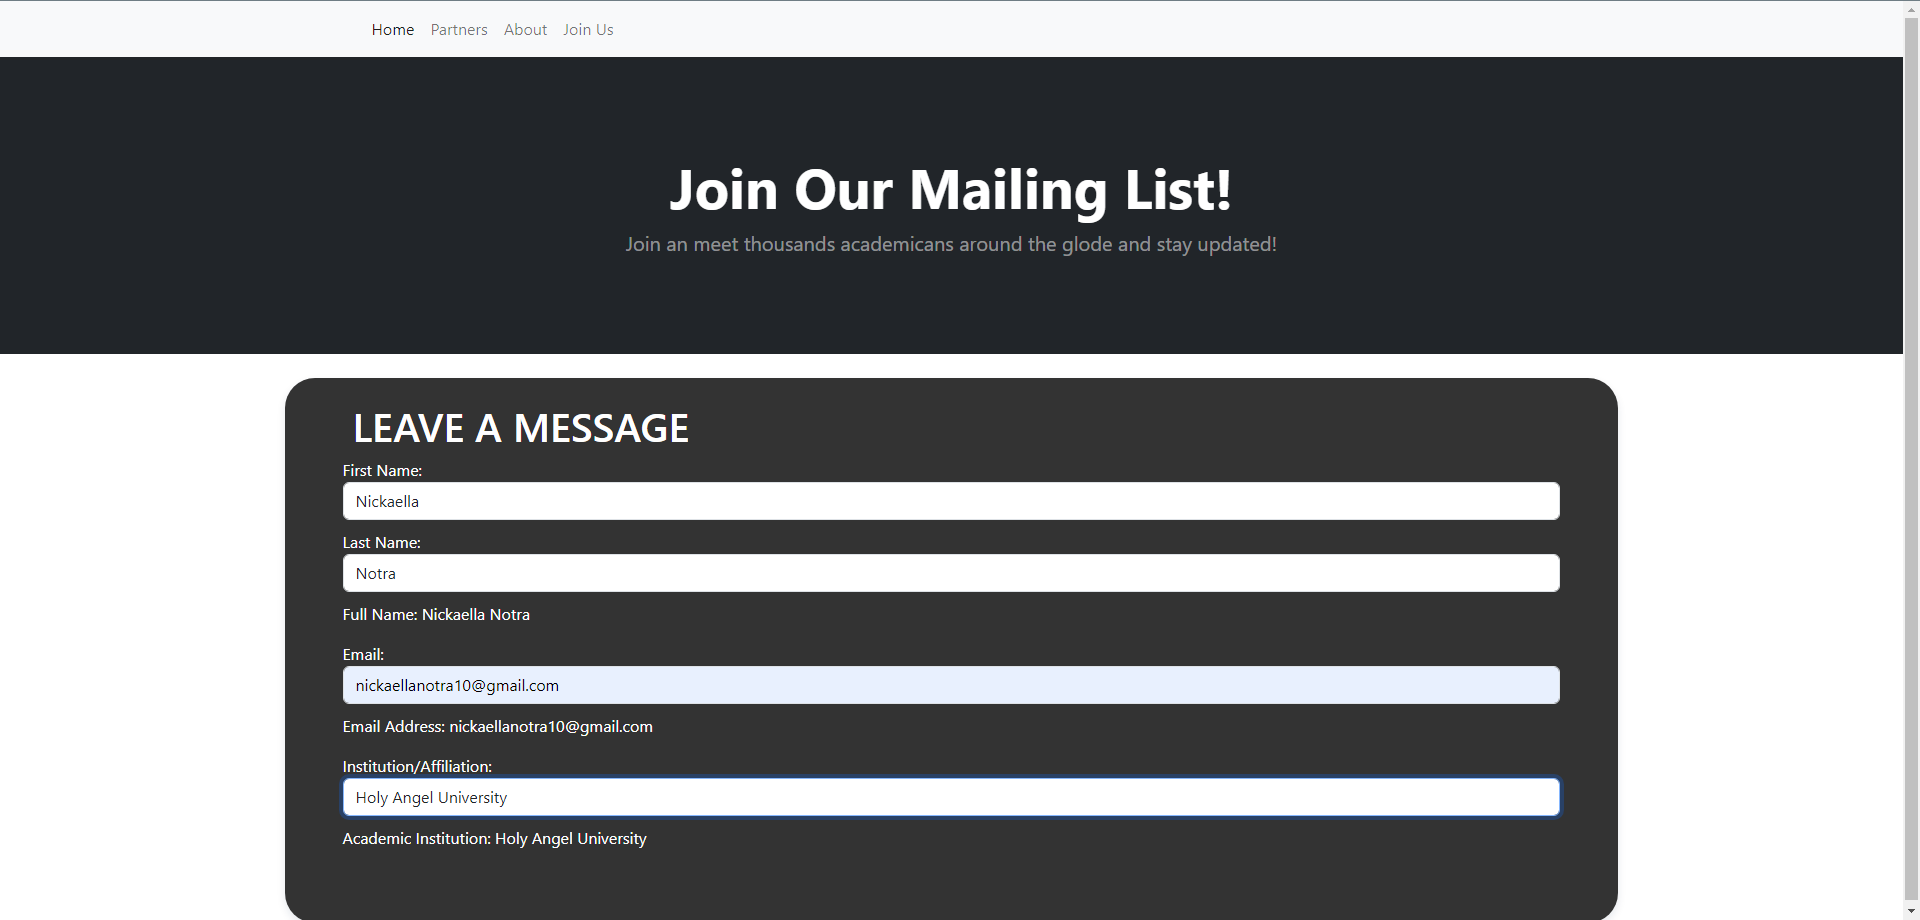 Home Partners About Join Us
Join Our Mailing List!
Join an meet thousands academicans around the glode and stay updated!
LEAVE A MESSAGE
First Name:
Nickaella
Last Name:
Notra
Full Name: Nickaella Notra
Email:
nickaellanotra10@gmail.com
Email Address: nickaellanotra10@gmail.com
Institution/Affiliation:
Holy Angel University
Academic Institution: Holy Angel University